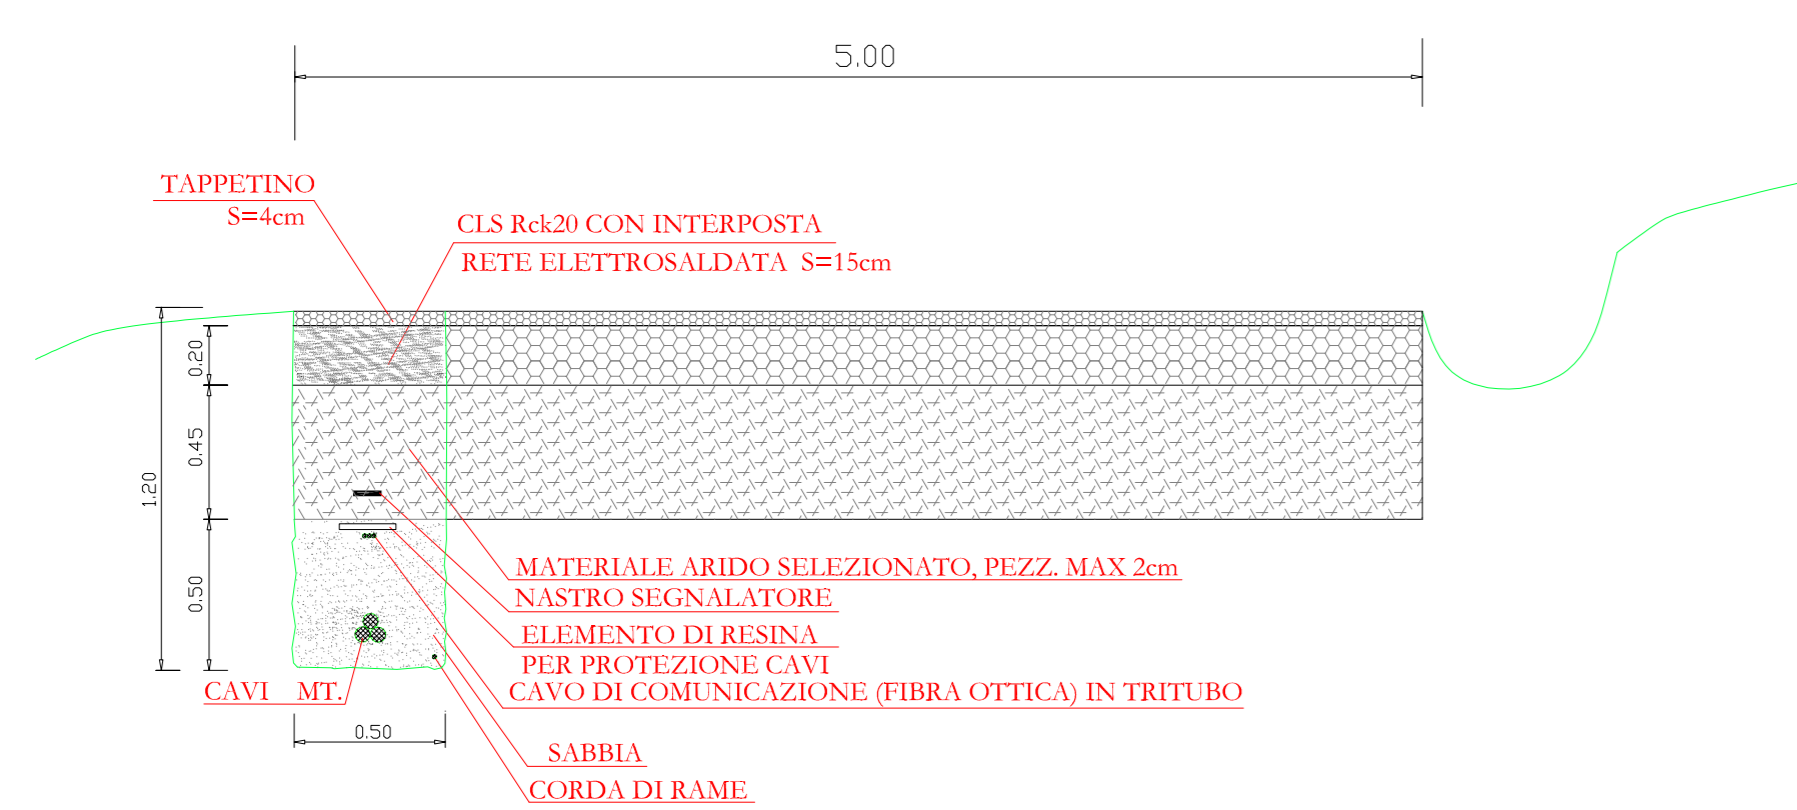 5.00
TAPPETINO
S=4cm
CLS Rck20 CON INTERPOSTA
RETE ELETTROSALDATA S=15cm
0.20
0.45
1.20
0.50
MATERIALE ARIDO SELEZIONATO, PEZZ. MAX 2cm
NASTRO SEGNALATORE
ELEMENTO DI RESINA
PER PROTEZIONE CAVI
CAVI MT.
CAVO DI COMUNICAZIONE (FIBRA OTTICA) IN TRITUBO
0.50
SABBIA
CORDA DI RAME